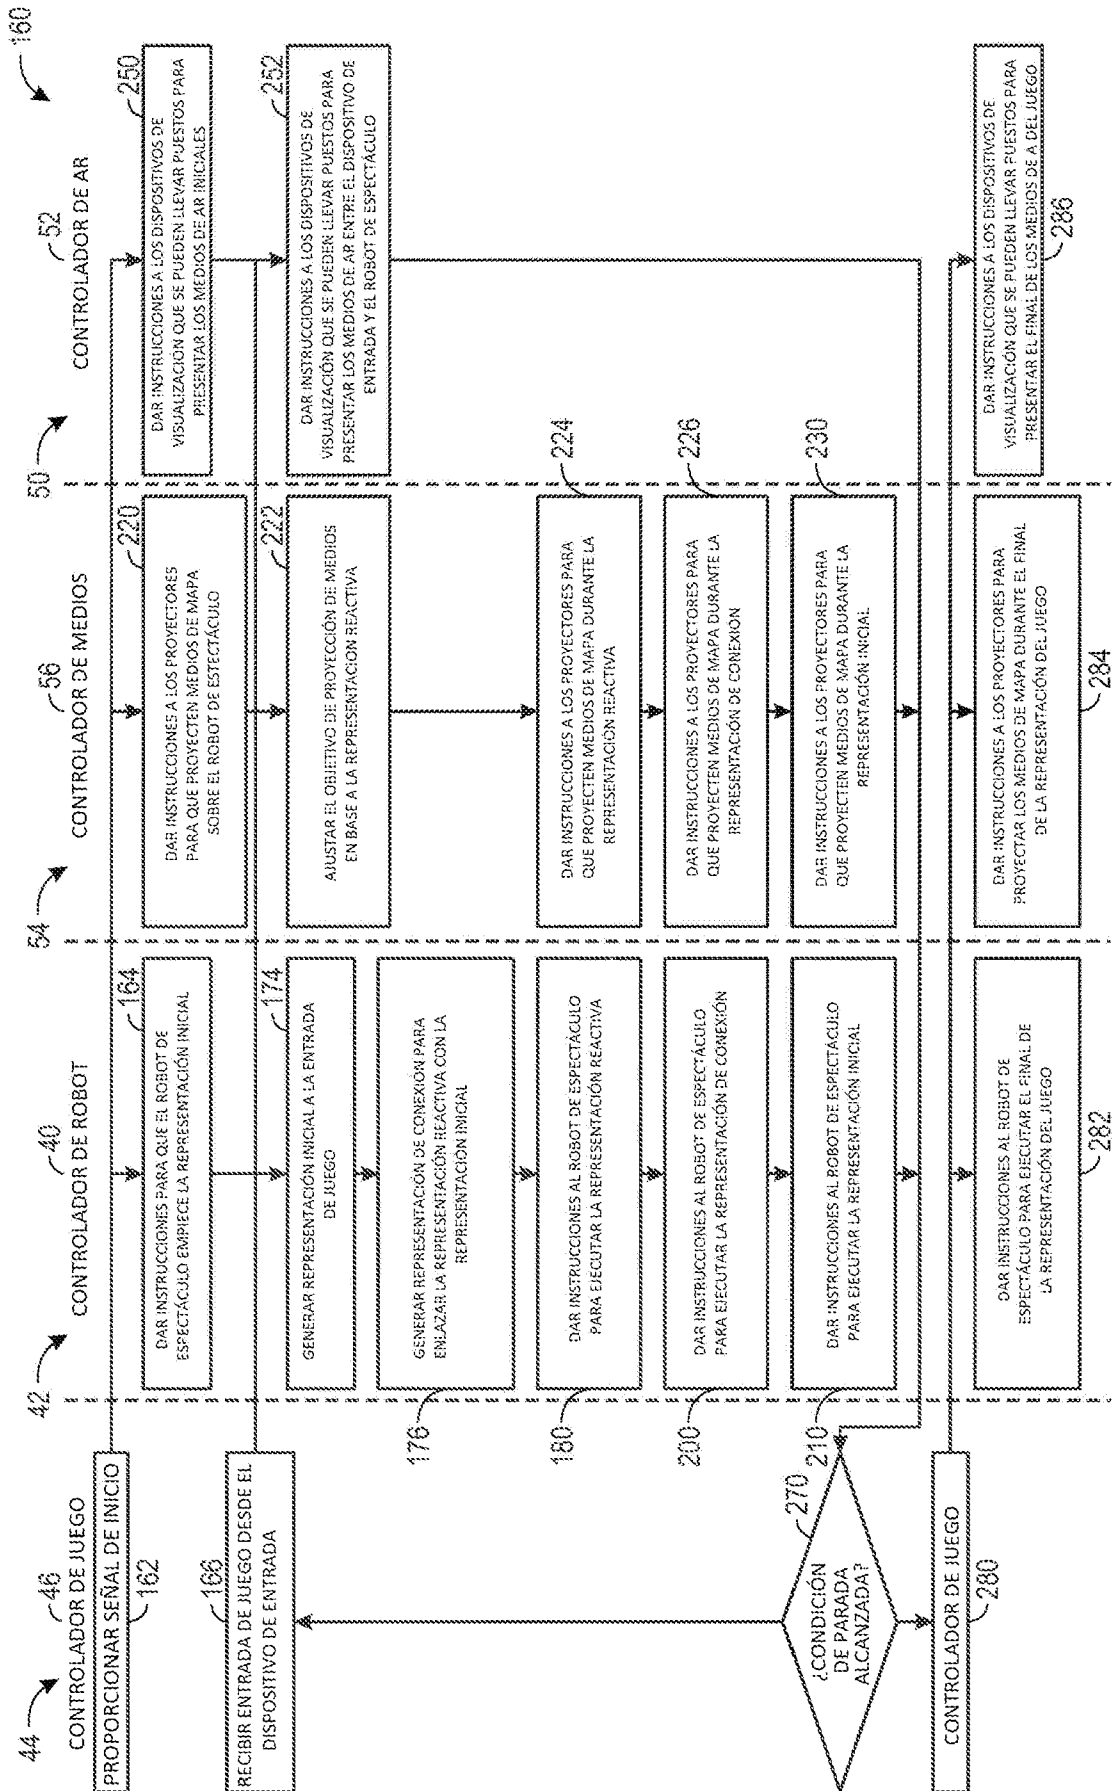 160
44
46
CONTROLADOR DE JUEGO
PROPORCIONAR SEÑAL DE INICIO
162
166
RECIBIR ENTRADA DE JUEGO DESDE EL
DISPOSITIVO DE ENTRADA
270
¿CONDICIÓN
DE PARADA
ALCANZADA?
CONTROLADOR DE JUEGO
280
42
40
CONTROLADOR DE ROBOT
164
DAR INSTRUCCIONES PARA QUE EL ROBOT DE
ESPECTÁCULO EMPIECE LA REPRESENTACIÓN INICIAL
174
GENERAR REPRESENTACIÓN INICIAL A LA ENTRADA
DE JUEGO
176
GENERAR REPRESENTACIÓN DE CONEXIÓN PARA
ENLAZAR LA REPRESENTACIÓN REACTIVA CON LA
REPRESENTACIÓN INICIAL
180
DAR INSTRUCCIONES AL ROBOT DE ESPECTÁCULO
PARA EJECUTAR LA REPRESENTACIÓN REACTIVA
200
DAR INSTRUCCIONES AL ROBOT DE ESPECTÁCULO
PARA EJECUTAR LA REPRESENTACIÓN DE CONEXIÓN
210
DAR INSTRUCCIONES AL ROBOT DE ESPECTÁCULO
PARA EJECUTAR LA REPRESENTACIÓN INICIAL
DAR INSTRUCCIONES AL ROBOT DE
ESPECTÁCULO PARA EJECUTAR EL FINAL DE
LA REPRESENTACIÓN DEL JUEGO
282
54
56
CONTROLADOR DE MEDIOS
220
DAR INSTRUCCIONES A LOS PROYECTORES
PARA QUE PROYECTEN MEDIOS DE MAPA
SOBRE EL ROBOT DE ESTECTÁCULO
222
AJUSTAR EL OBJETIVO DE PROYECCIÓN DE MEDIOS
EN BASE A LA REPRESENTACIÓN REACTIVA
224
DAR INSTRUCCIONES A LOS PROYECTORES PARA
QUE PROYECTEN MEDIOS DE MAPA DURANTE LA
REPRESENTACIÓN REACTIVA
226
DAR INSTRUCCIONES A LOS PROYECTORES PARA
QUE PROYECTEN MEDIOS DE MAPA DURANTE LA
REPRESENTACIÓN DE CONEXIÓN
230
DAR INSTRUCCIONES A LOS PROYECTORES PARA
QUE PROYECTEN MEDIOS DE MAPA DURANTE LA
REPRESENTACIÓN INICIAL.
DAR INSTRUCCIONES A LOS PROYECTORES PARA
PROYECTAR LOS MEDIOS DE MAPA DURANTE EL FINAL
DE LA REPRESENTACIÓN DEL JUEGO
284
50
52
CONTROLADOR DE AR
250
DAR INSTRUCCIONES A LOS DISPOSITIVOS DE
VISUALIZACIÓN QUE SE PUEDEN LLEVAR PUESTOS PARA
PRESENTAR LOS MEDIOS DE AR INICIALES
252
DAR INSTRUCCIONES A LOS DISPOSITIVOS DE
VISUALIZACIÓN QUE SE PUEDEN LLEVAR PUESTOS PARA
PRESENTAR LOS MEDIOS DE AR ENTRE EL DISPOSITIVO DE
ENTRADA Y EL ROBOT DE ESPECTÁCULO
DAR INSTRUCCIONES A LOS DISPOSITIVOS DE
VISUALIZACIÓN QUE SE PUEDEN LLEVAR PUESTOS PARA
PRESENTAR EL FINAL DE LOS MEDIOS DE A DEL JUEGO
286